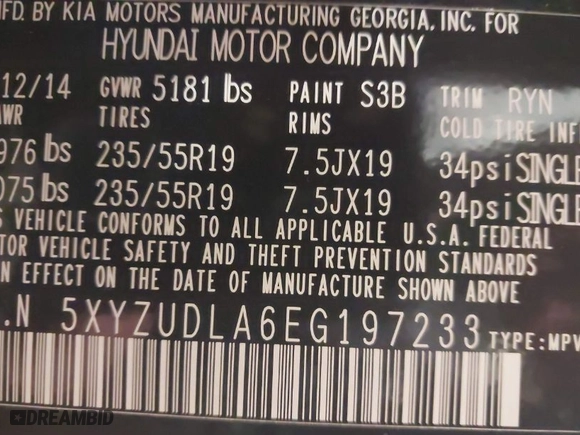 MFD. BY KIA MOTORS MANUFACTURING GEORGIA, INC. FOR
HYUNDAI MOTOR COMPANY
12/14 GVWR 5181 lbs PAINT S3B TRIM RYN
TIRES RIMS COLD TIRE INF
976 lbs 235/55R19 7.5JX19 34psi SINGLE
075 lbs 235/55R19 7.5JX19 34psi SINGLE
S VEHICLE CONFORMS TO ALL APPLICABLE U.S.A. FEDERAL
TOR VEHICLE SAFETY AND THEFT PREVENTION STANDARDS
N EFFECT ON THE DATE OF MANUFACTURE SHOWN ABOVE
.N 5XYZUDLA6EG197233 TYPE:MPV
DREAMBID